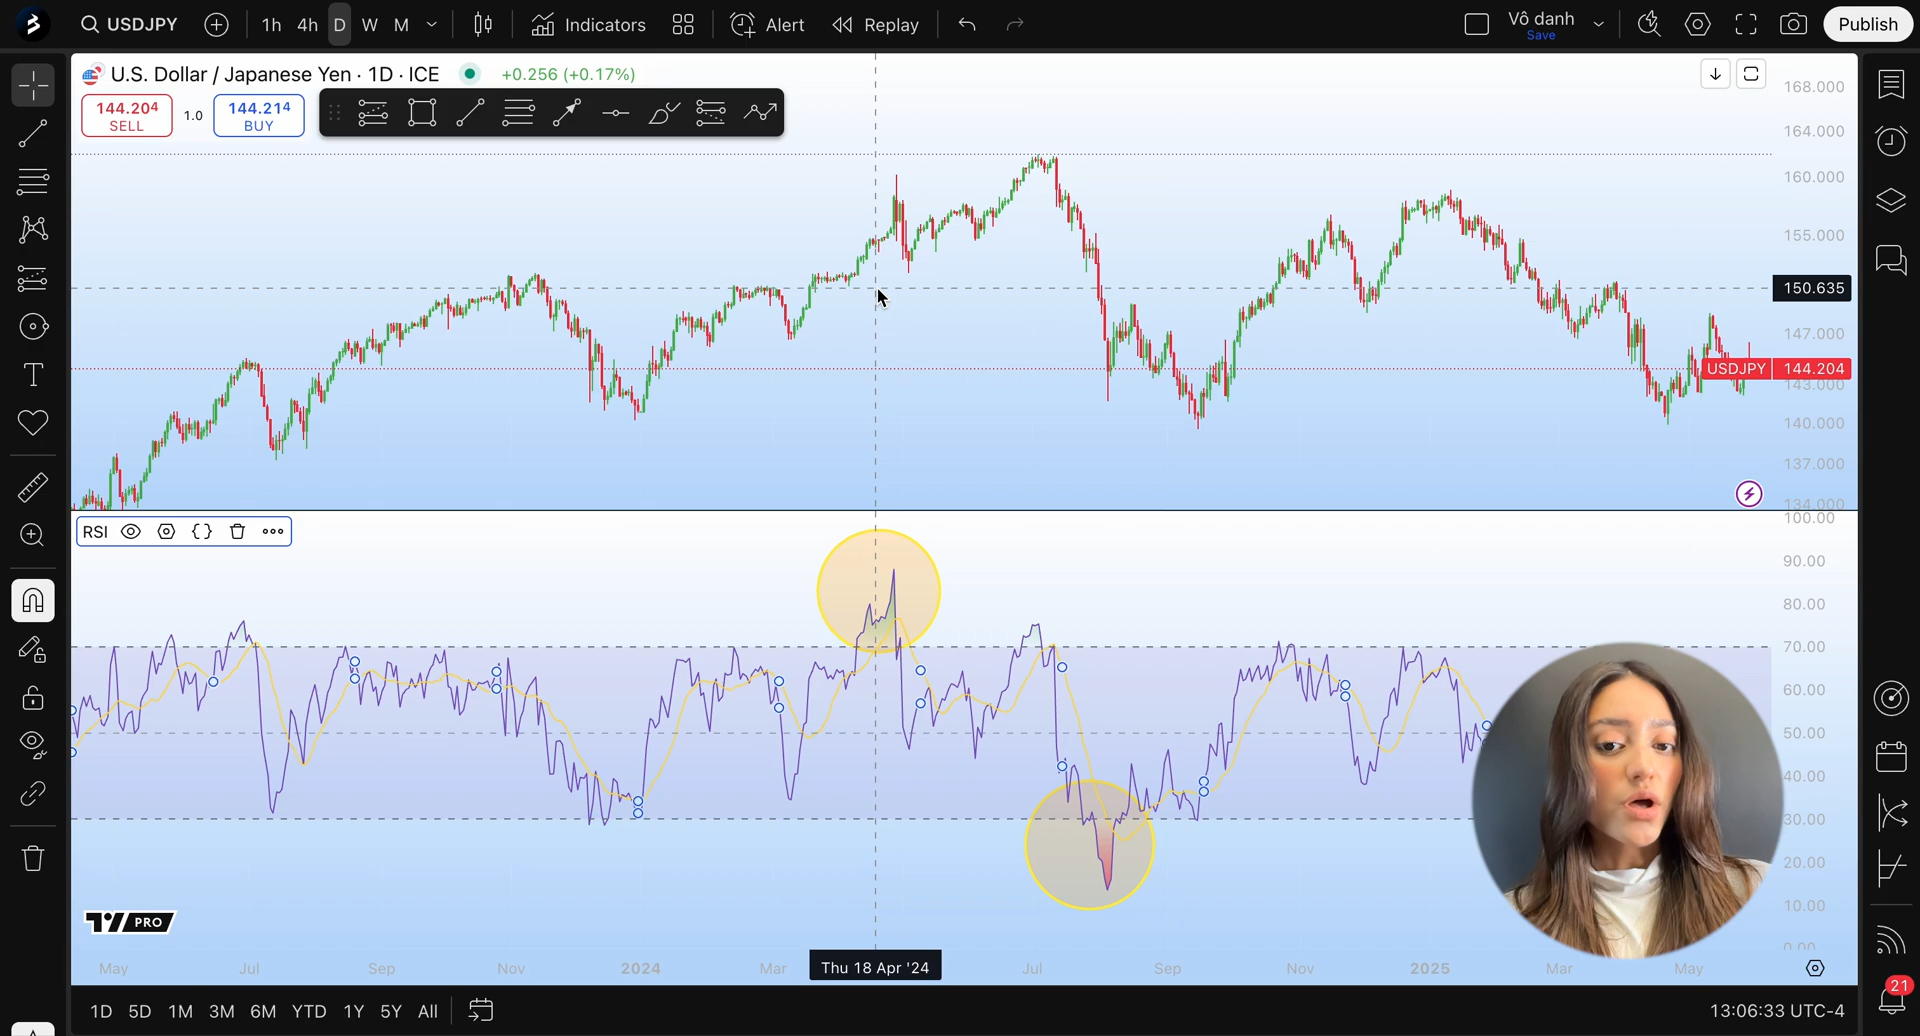 USDJPY
1h 4h D W M
Indicators
Alert
Replay
Vô danh
Save
Publish
U.S. Dollar / Japanese Yen · 1D · ICE
+0.256 (+0.17%)
144.204
SELL
1.0
144.214
BUY
168.000
164.000
160.000
155.000
150.635
147.000
USDJPY 144.204
143.000
140.000
137.000
134.000
RSI
100.00
90.00
80.00
70.00
60.00
50.00
40.00
30.00
20.00
10.00
0.00
PRO
May Jul Sep Nov 2024 Mar Thu 18 Apr '24 Jul Sep Nov 2025 Mar May
1D 5D 1M 3M 6M YTD 1Y 5Y All
13:06:33 UTC-4
21